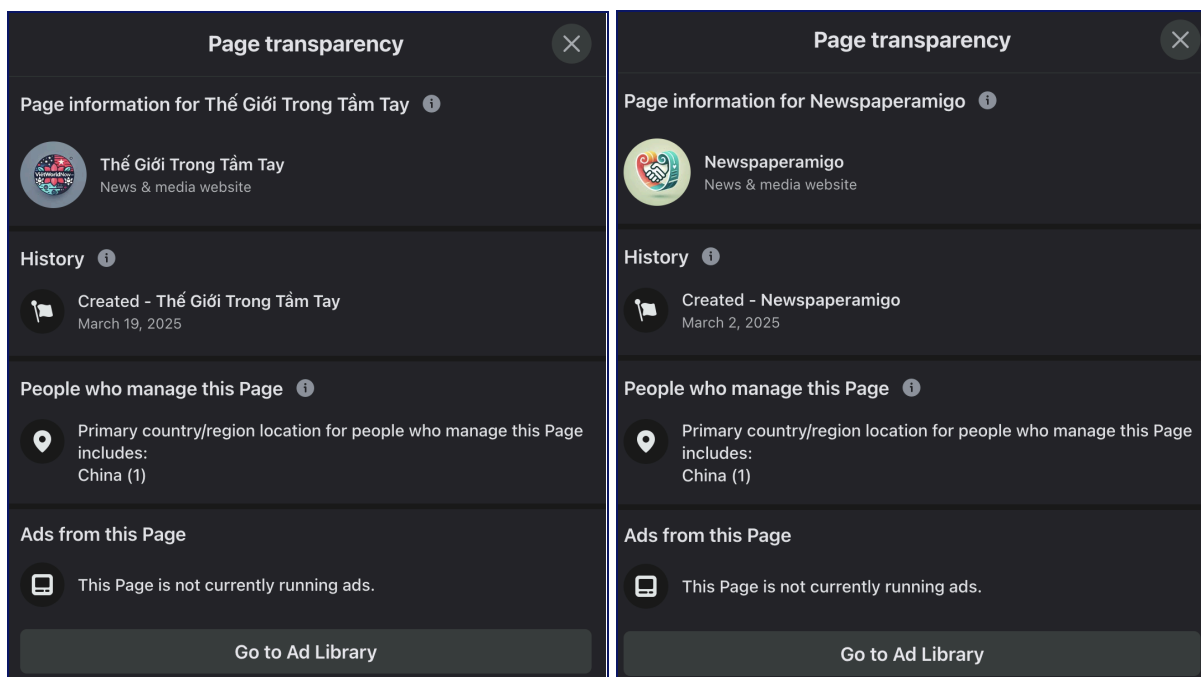 Page transparency
Page information for Thế Giới Trong Tầm Tay
Thế Giới Trong Tầm Tay
News & media website
History
Created - Thế Giới Trong Tầm Tay
March 19, 2025
People who manage this Page
Primary country/region location for people who manage this Page
includes:
China (1)
Ads from this Page
This Page is not currently running ads.
Go to Ad Library
Page transparency
Page information for Newspaperamigo
Newspaperamigo
News & media website
History
Created - Newspaperamigo
March 2, 2025
People who manage this Page
Primary country/region location for people who manage this Page
includes:
China (1)
Ads from this Page
This Page is not currently running ads.
Go to Ad Library